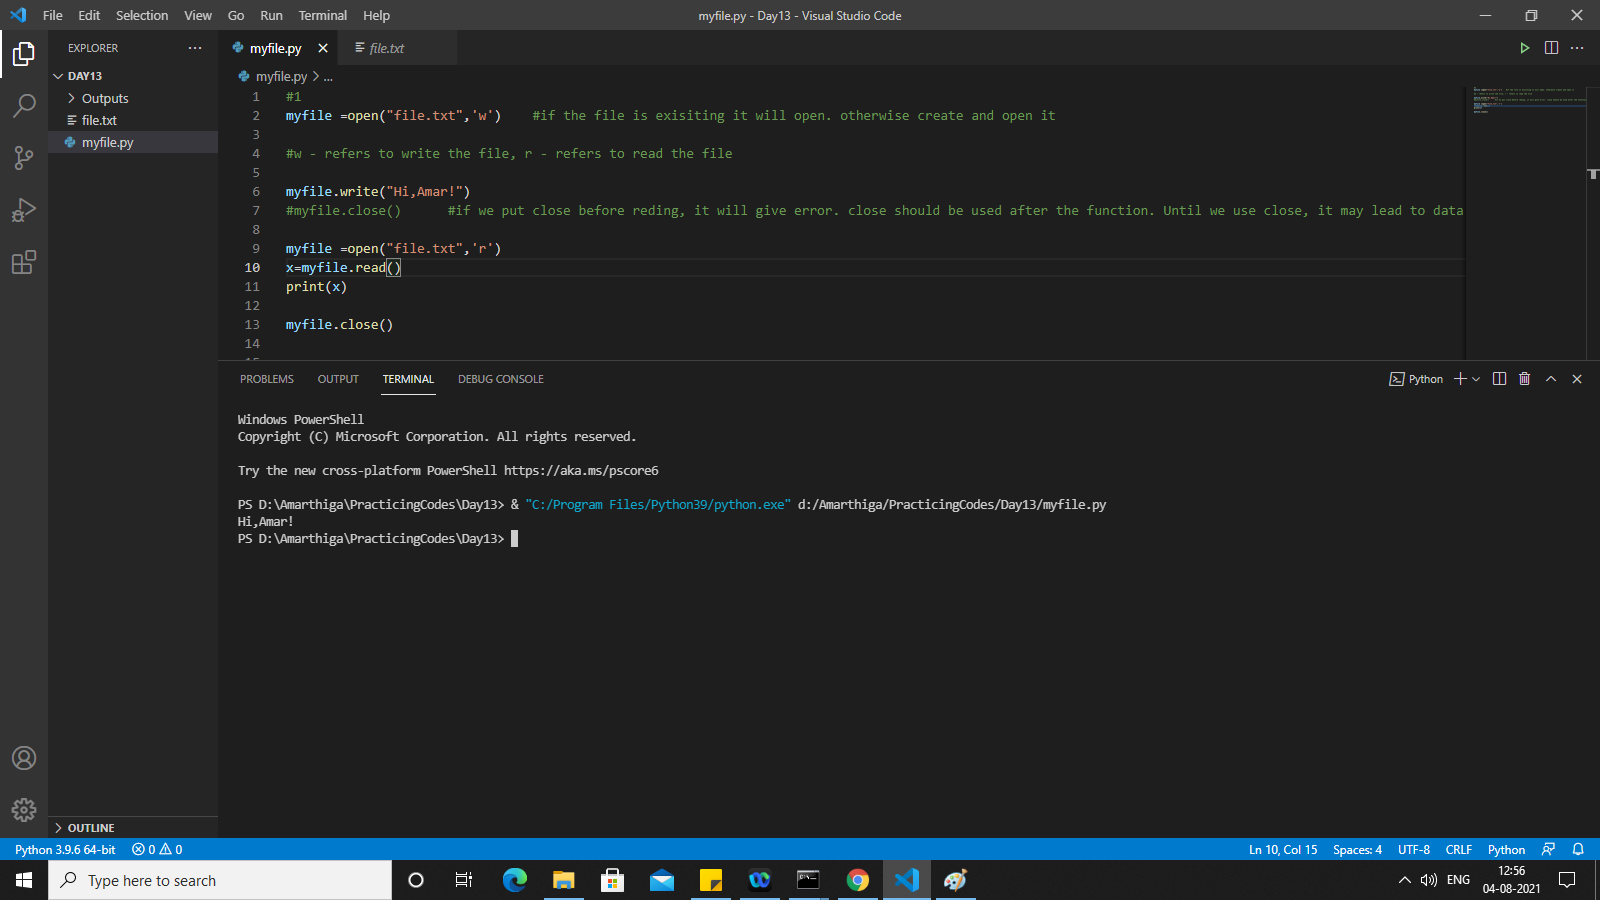 File Edit Selection View Go Run Terminal Help
myfile.py - Day13 - Visual Studio Code
EXPLORER
DAY13
Outputs
file.txt
myfile.py
OUTLINE
myfile.py
file.txt
myfile.py > ...
1 #1
2 myfile =open("file.txt",'w')    #if the file is exisiting it will open. otherwise create and open it
3
4 #w - refers to write the file, r - refers to read the file
5
6 myfile.write("Hi,Amar!")
7 #myfile.close()      #if we put close before reding, it will give error. close should be used after the function. Until we use close, it may lead to data
8
9 myfile =open("file.txt",'r')
10 x=myfile.read()
11 print(x)
12
13 myfile.close()
14
PROBLEMS OUTPUT TERMINAL DEBUG CONSOLE
Python
Windows PowerShell
Copyright (C) Microsoft Corporation. All rights reserved.
Try the new cross-platform PowerShell https://aka.ms/pscore6
PS D:\Amarthiga\PracticingCodes\Day13> & "C:/Program Files/Python39/python.exe" d:/Amarthiga/PracticingCodes/Day13/myfile.py
Hi,Amar!
PS D:\Amarthiga\PracticingCodes\Day13>
Python 3.9.6 64-bit 0 0
Ln 10, Col 15 Spaces: 4 UTF-8 CRLF Python
Type here to search
ENG
12:56
04-08-2021